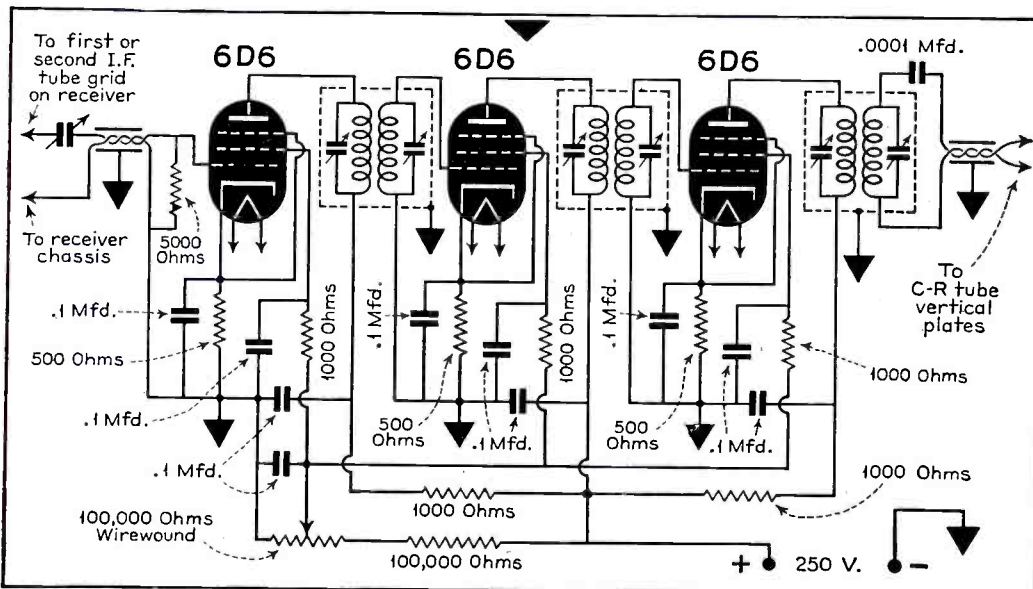 To first or
second I.F.
tube grid
on receiver
6D6
6D6
6D6
.0001 Mfd.
To receiver
chassis
5000
Ohms
.1 Mfd.
500 Ohms
.1 Mfd.
.1 Mfd.
100,000 Ohms
Wirewound
1000 Ohms
.1 Mfd.
500
Ohms
.1 Mfd.
1000 Ohms
.1 Mfd.
500
Ohms
.1 Mfd.
1000 Ohms
To
C-R tube
vertical
plates
1000 Ohms
1000 Ohms
100,000 Ohms
+ 250 V. -